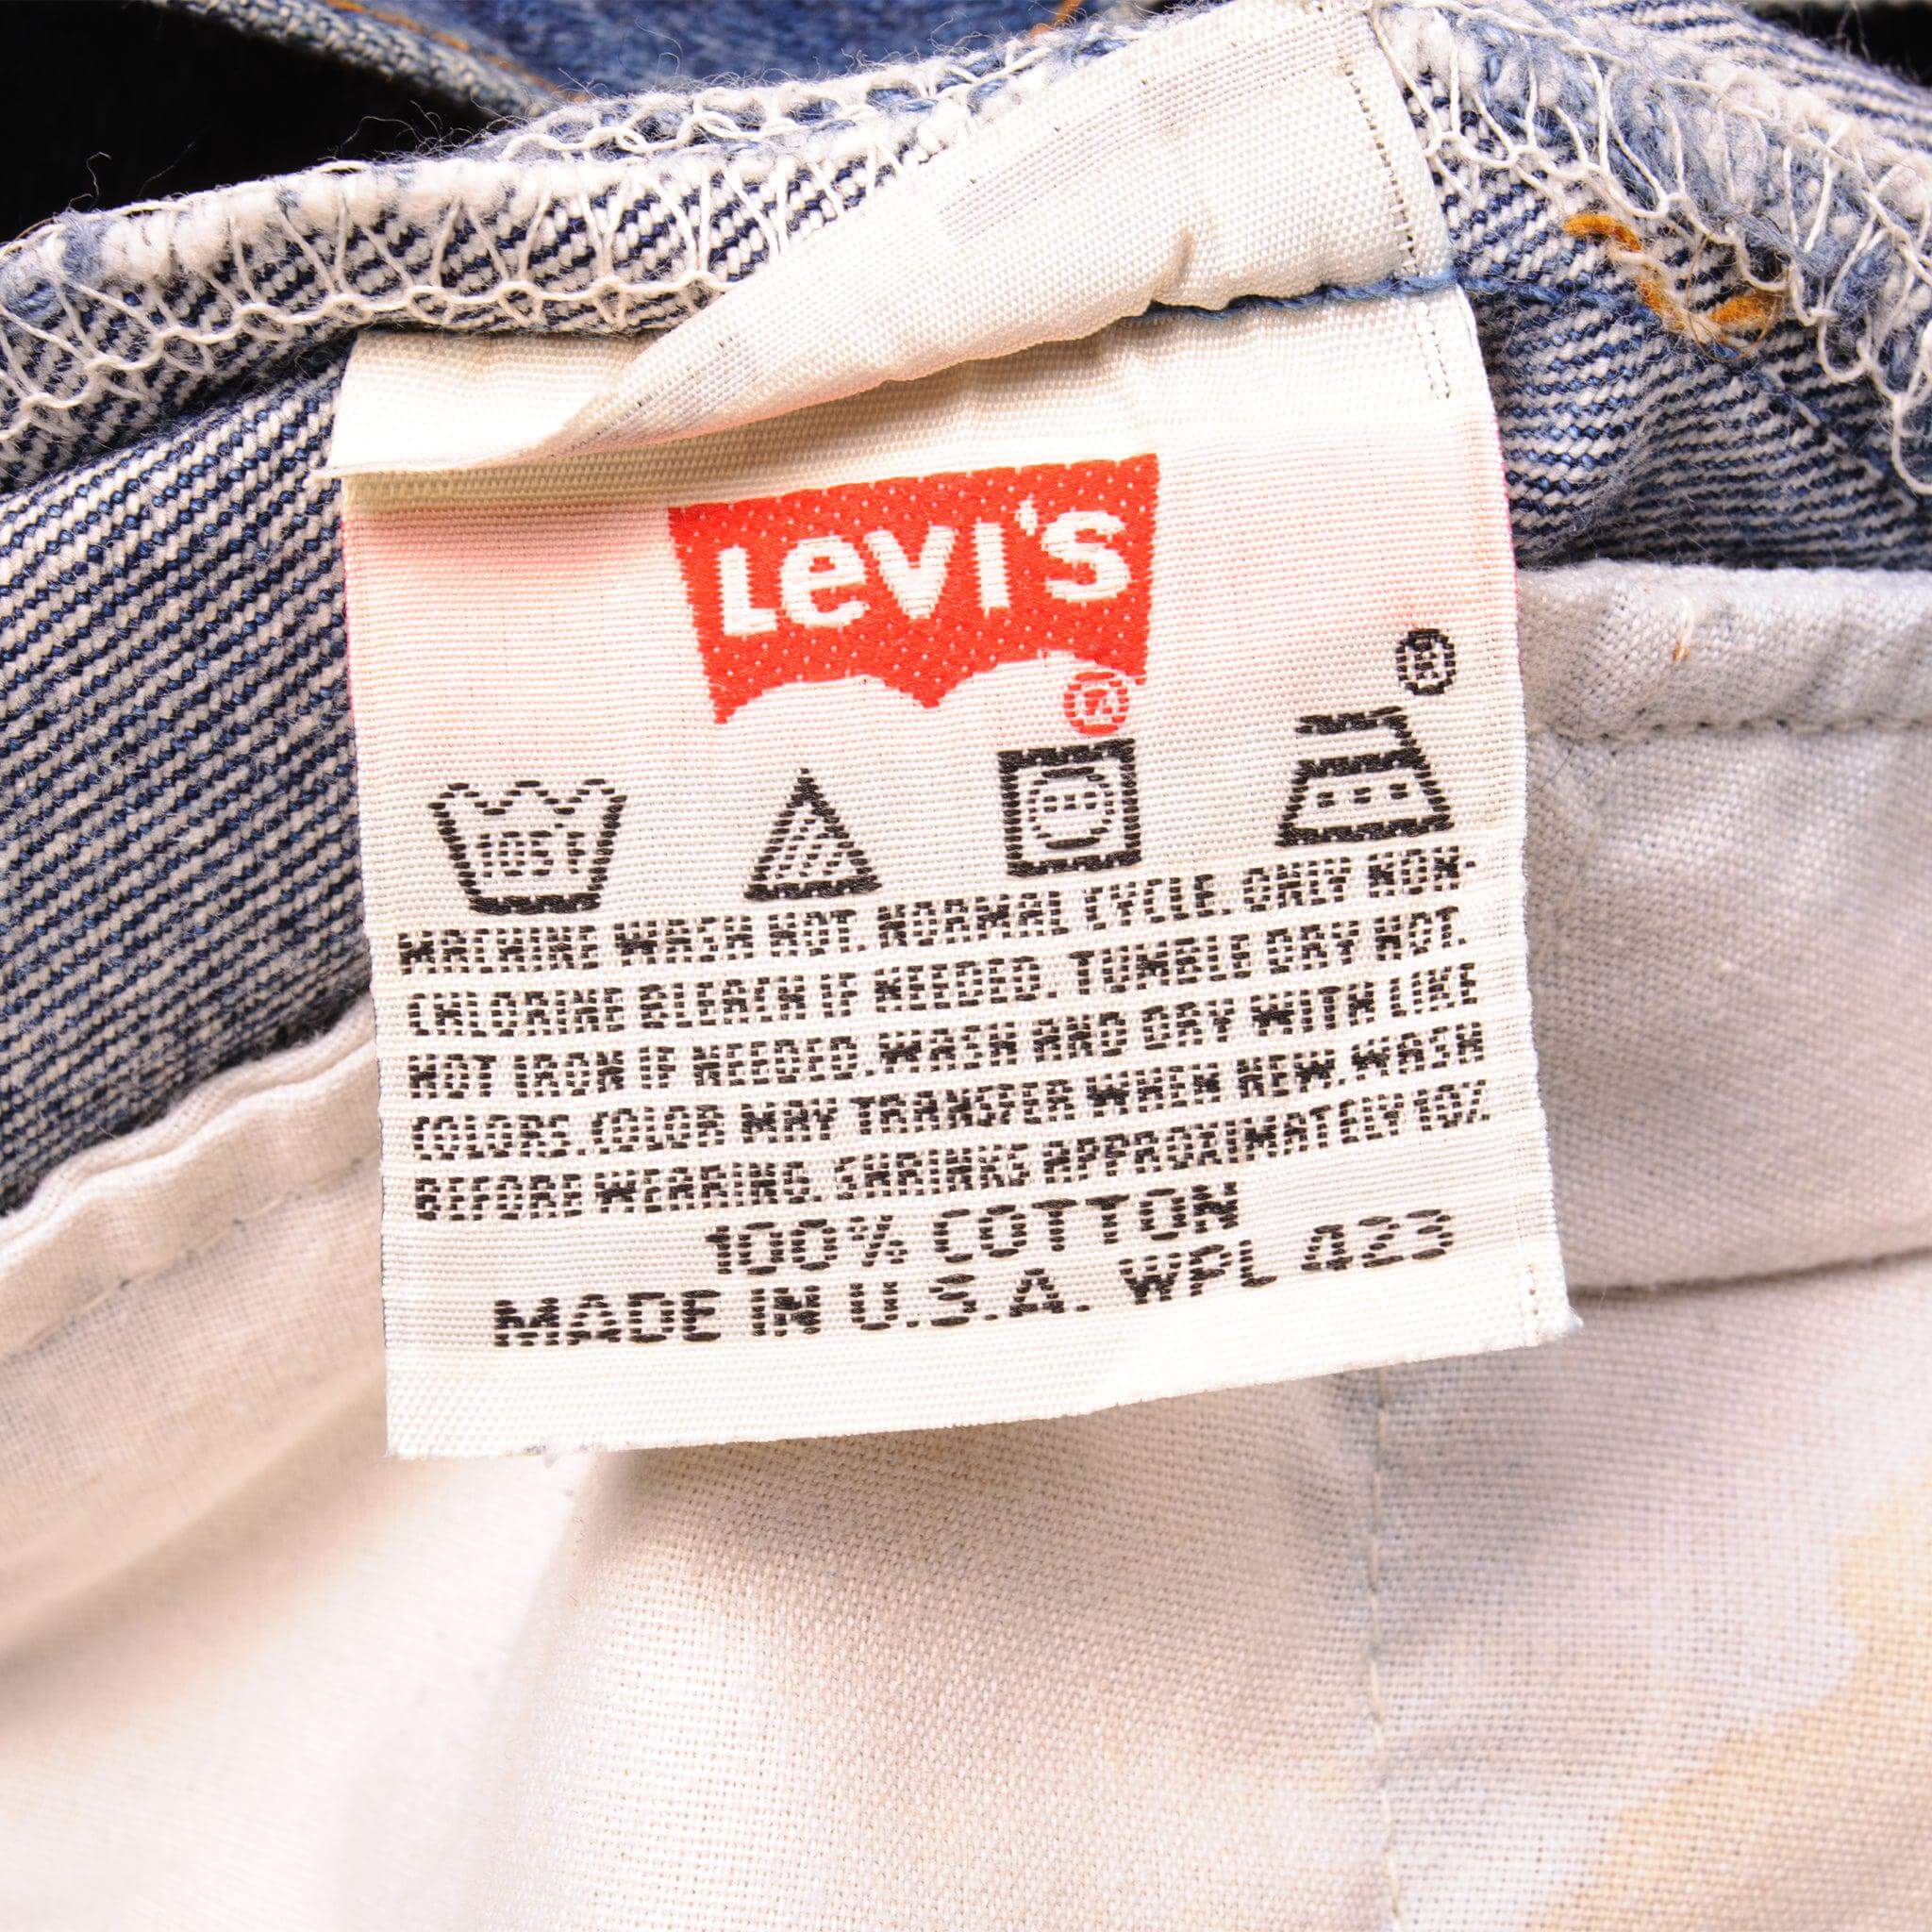 Levi's
®
®
105°F
MACHINE WASH HOT. NORMAL CYCLE. ONLY NON-
CHLORINE BLEACH IF NEEDED. TUMBLE DRY HOT.
HOT IRON IF NEEDED. WASH AND DRY WITH LIKE
COLORS. COLOR MAY TRANSFER WHEN NEW. WASH
BEFORE WEARING. SHRINKS APPROXIMATELY 10%
100% COTTON
MADE IN U.S.A. WPL 423